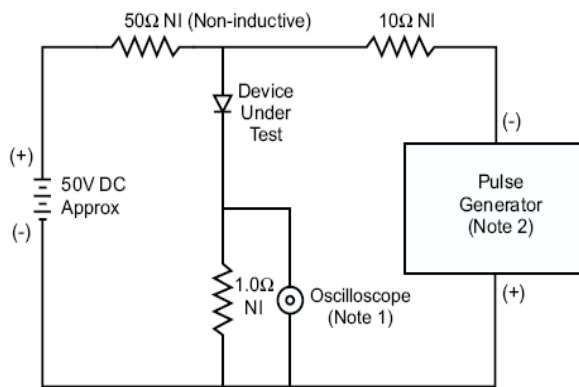 50Ω NI (Non-inductive)
10Ω NI
Device
Under
Test
(+)
50V DC
Approx
(-)
(-)
Pulse
Generator
(Note 2)
(+)
1.0Ω
NI
Oscilloscope
(Note 1)